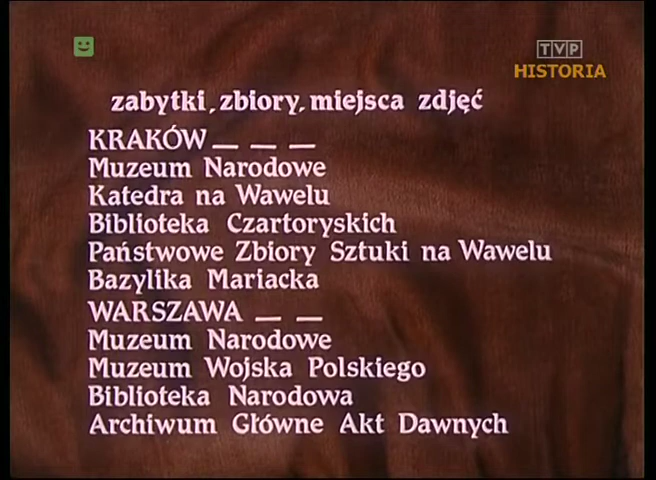 TVP
HISTORIA
zabytki, zbiory, miejsca zdjęć
KRAKÓW _ _ _
Muzeum Narodowe
Katedra na Wawelu
Biblioteka Czartoryskich
Państwowe Zbiory Sztuki na Wawelu
Bazylika Mariacka
WARSZAWA _ _
Muzeum Narodowe
Muzeum Wojska Polskiego
Biblioteka Narodowa
Archiwum Główne Akt Dawnych